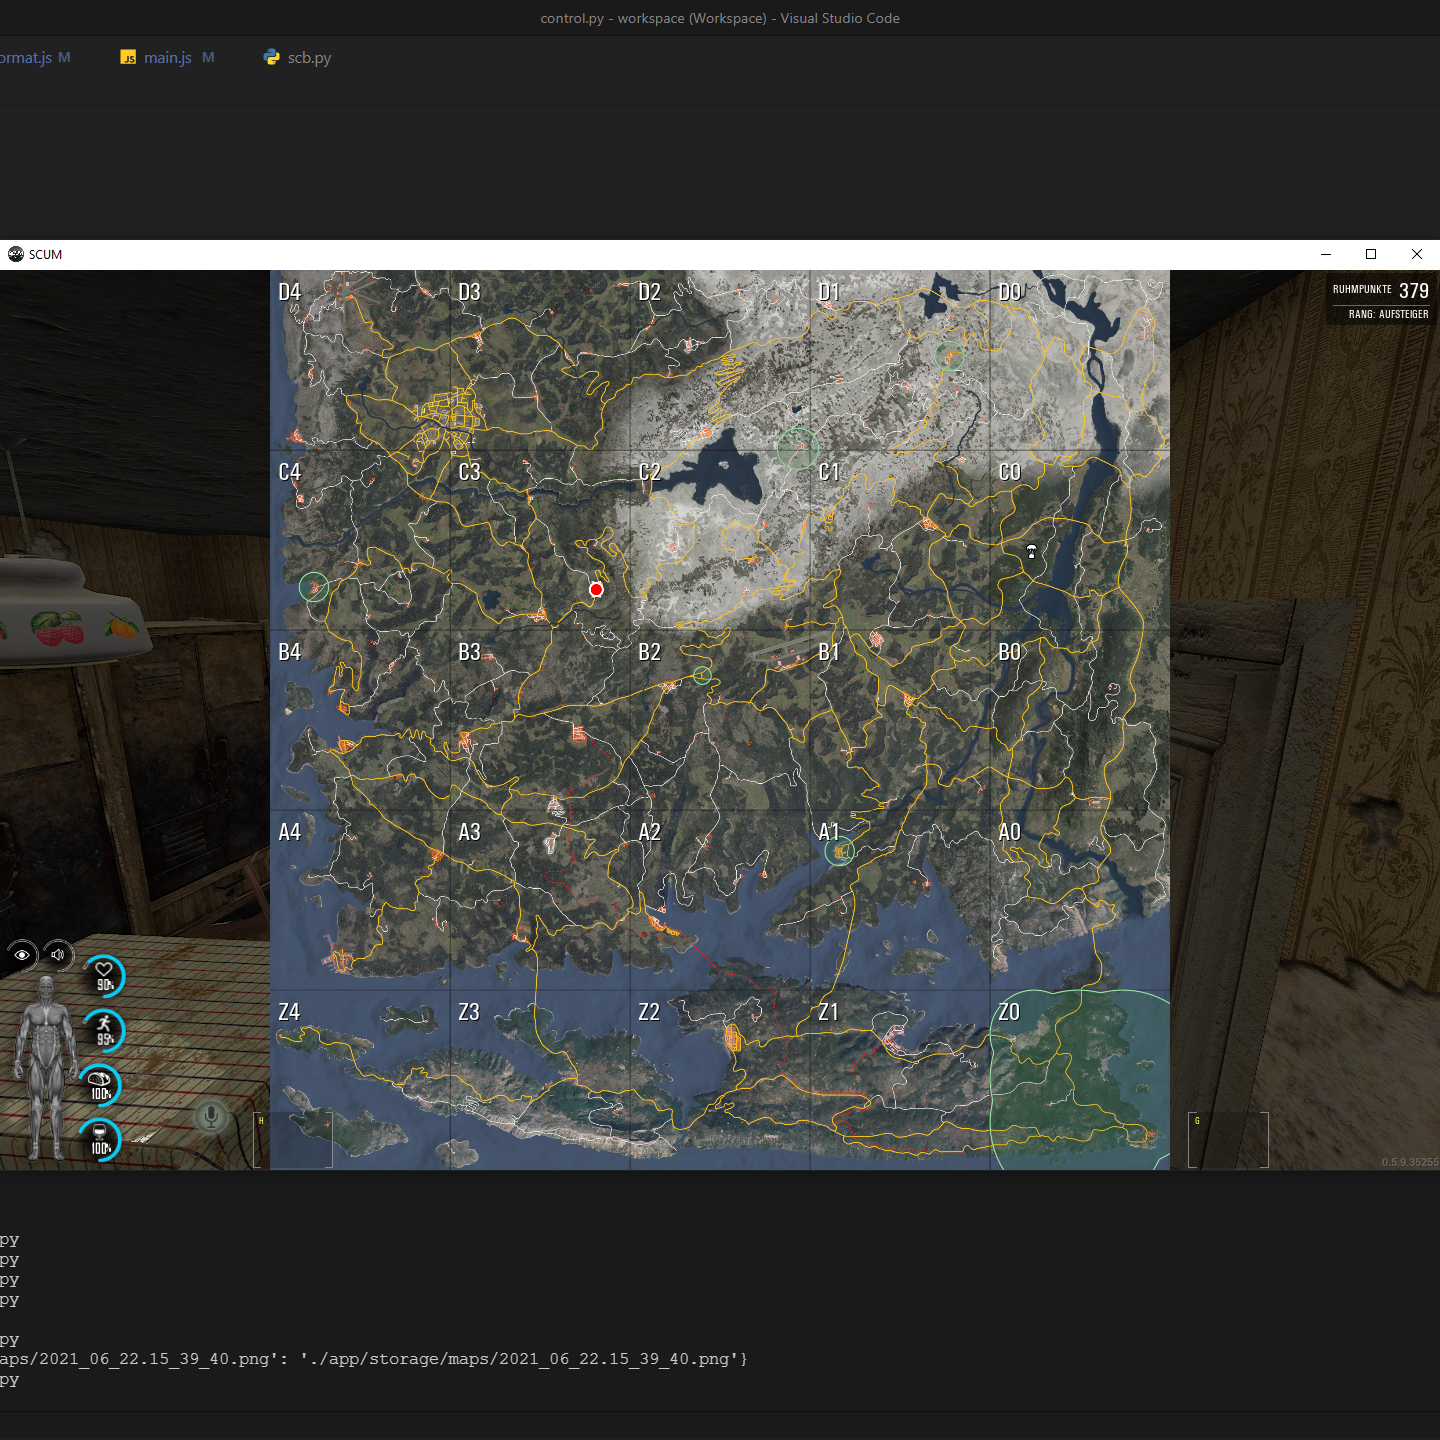 control.py - workspace (Workspace) - Visual Studio Code
ormat.js M main.js M scb.py
SCUM
D4 D3 D2 D1 D0
RUHMPUNKTE 379
RANG: AUFSTEIGER
C4 C3 C2 C1 C0
B4 B3 B2 B1 B0
A4 A3 A2 A1 A0
90%
Z4 Z3 Z2 Z1 Z0
99%
100%
H
G
100%
0.5.9.35255
py
py
py
py
py
aps/2021_06_22.15_39_40.png': './app/storage/maps/2021_06_22.15_39_40.png'}
py